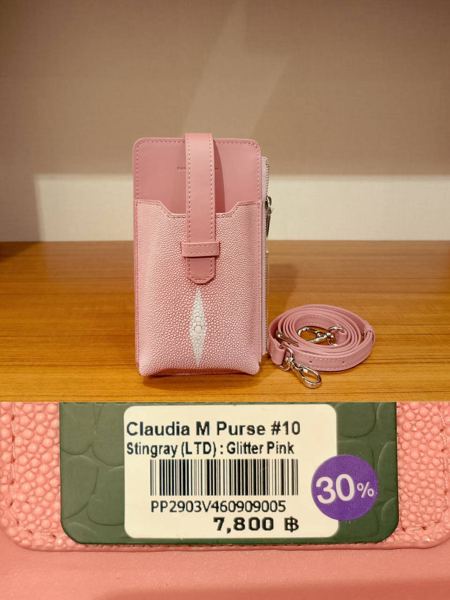 Claudia M Purse #10
Stingray (LTD) : Glitter Pink
PP2903V460909005
7,800 ฿
30%